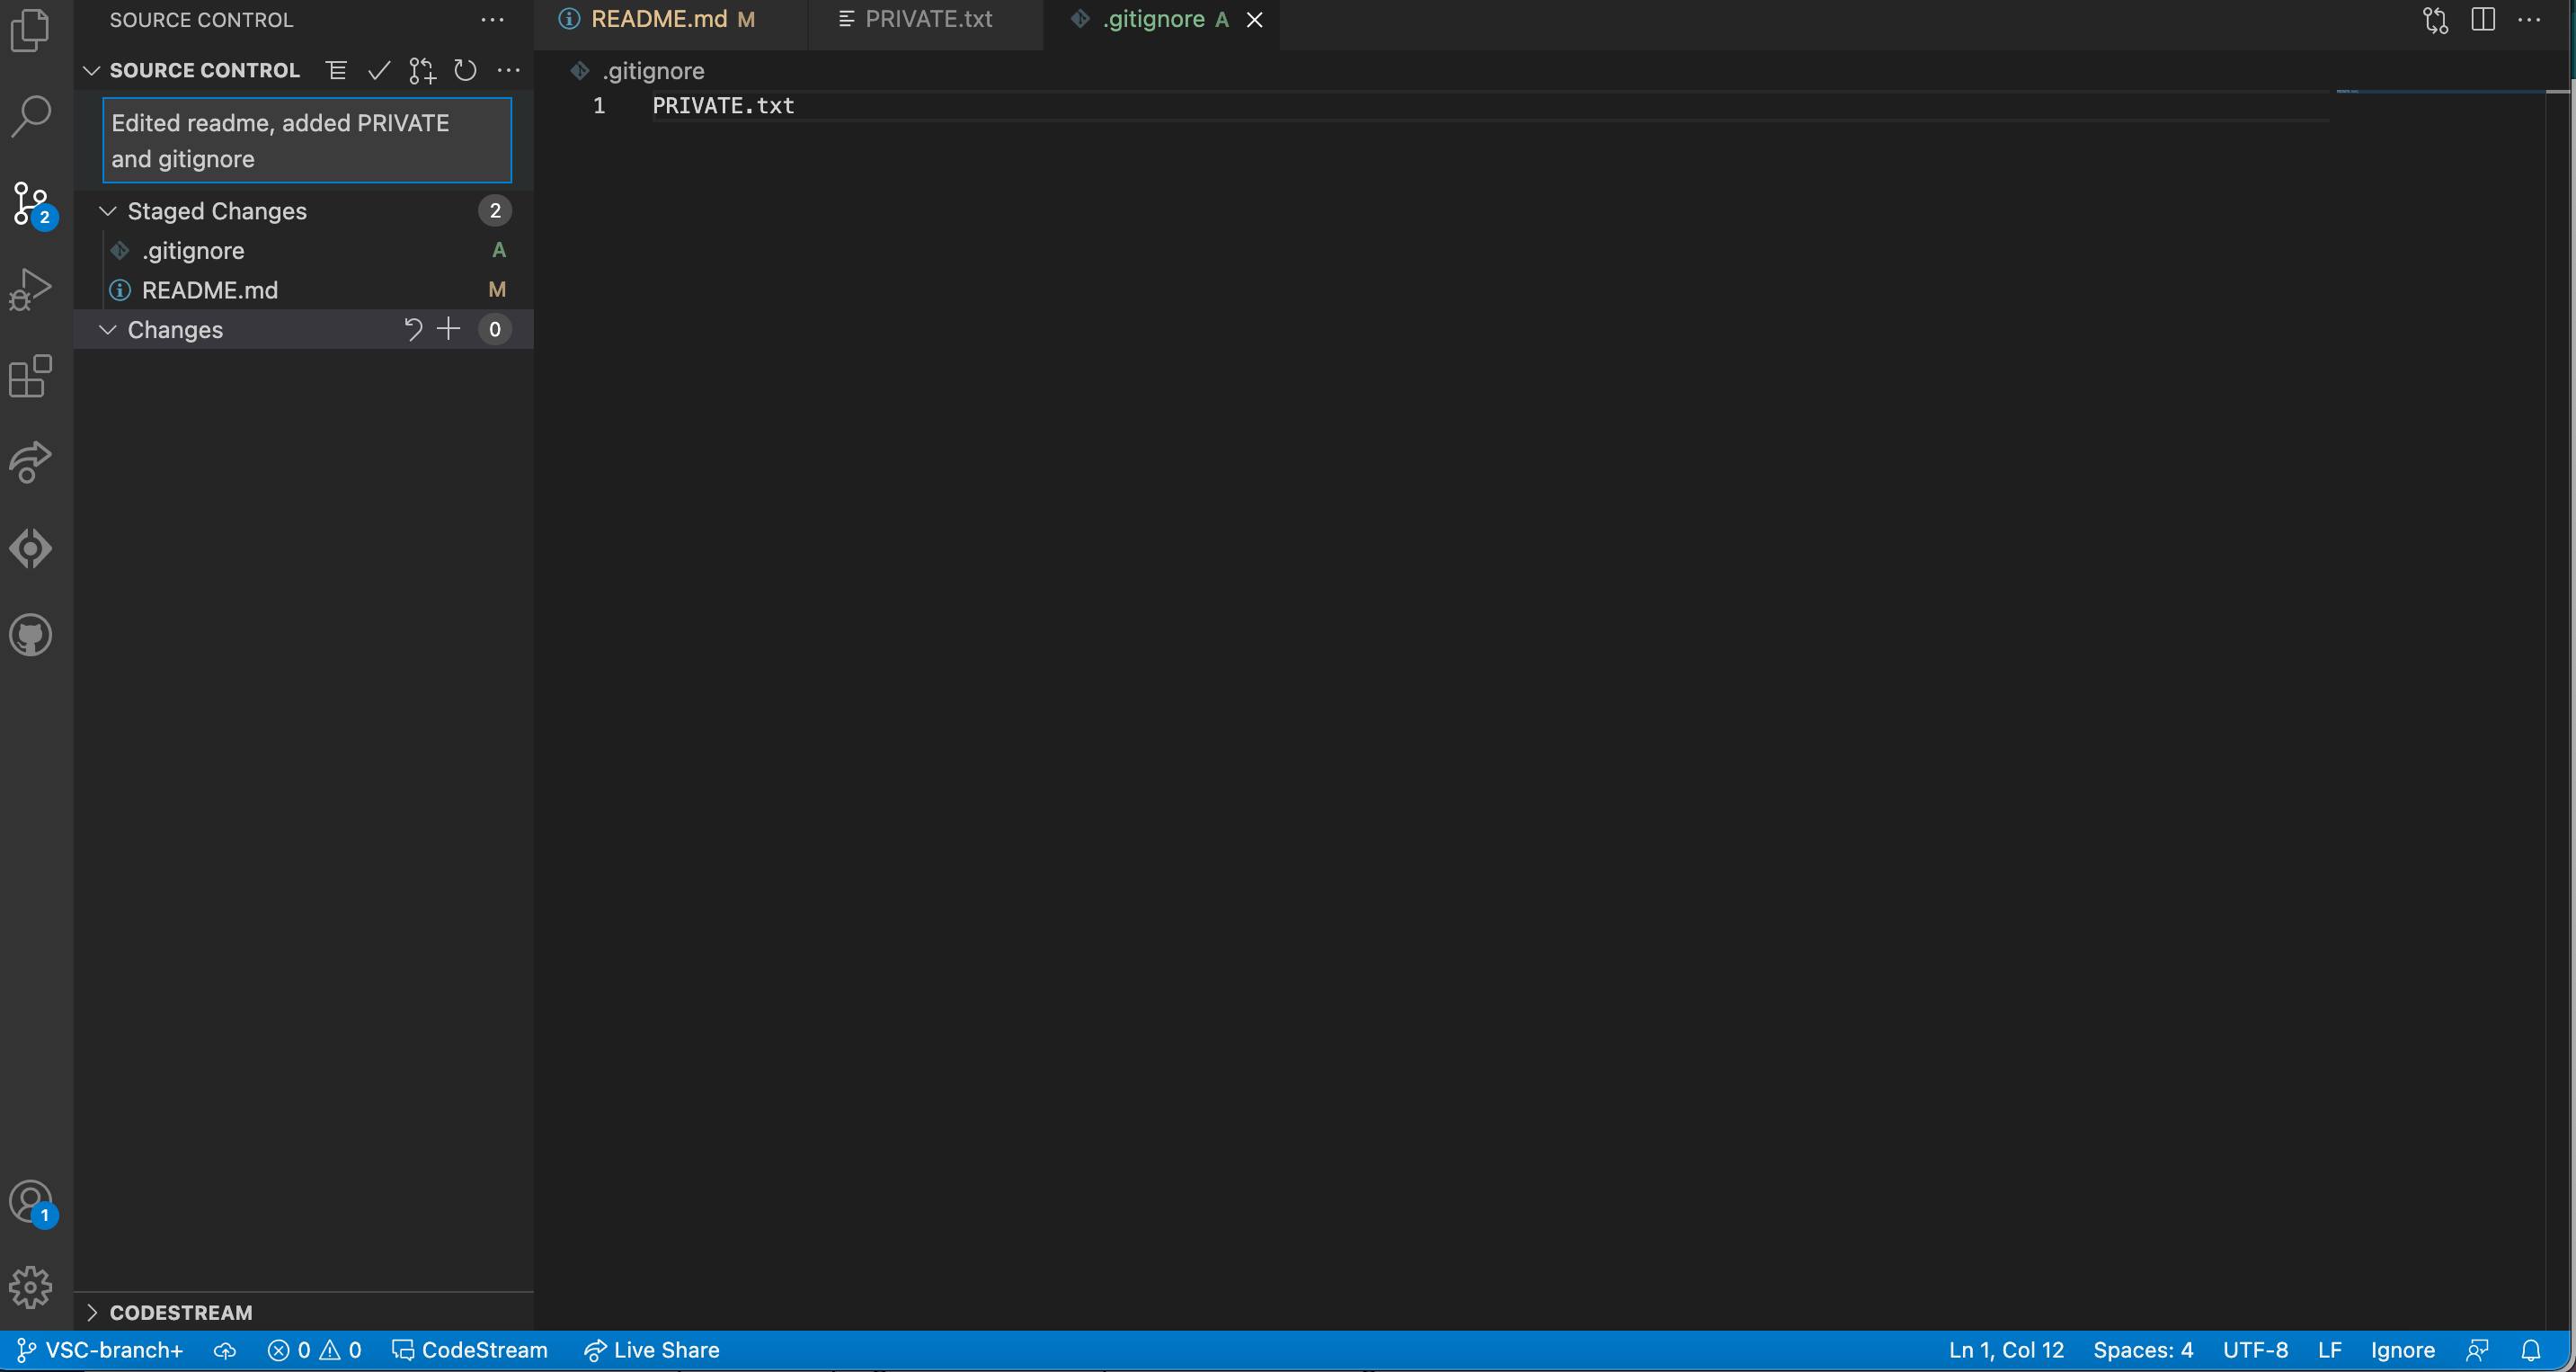 SOURCE CONTROL
README.md M
PRIVATE.txt
.gitignore A
SOURCE CONTROL
.gitignore
Edited readme, added PRIVATE
and gitignore
1 PRIVATE.txt
Staged Changes 2
.gitignore A
README.md M
Changes 0
2
1
CODESTREAM
VSC-branch+ 0 0 CodeStream Live Share Ln 1, Col 12 Spaces: 4 UTF-8 LF Ignore